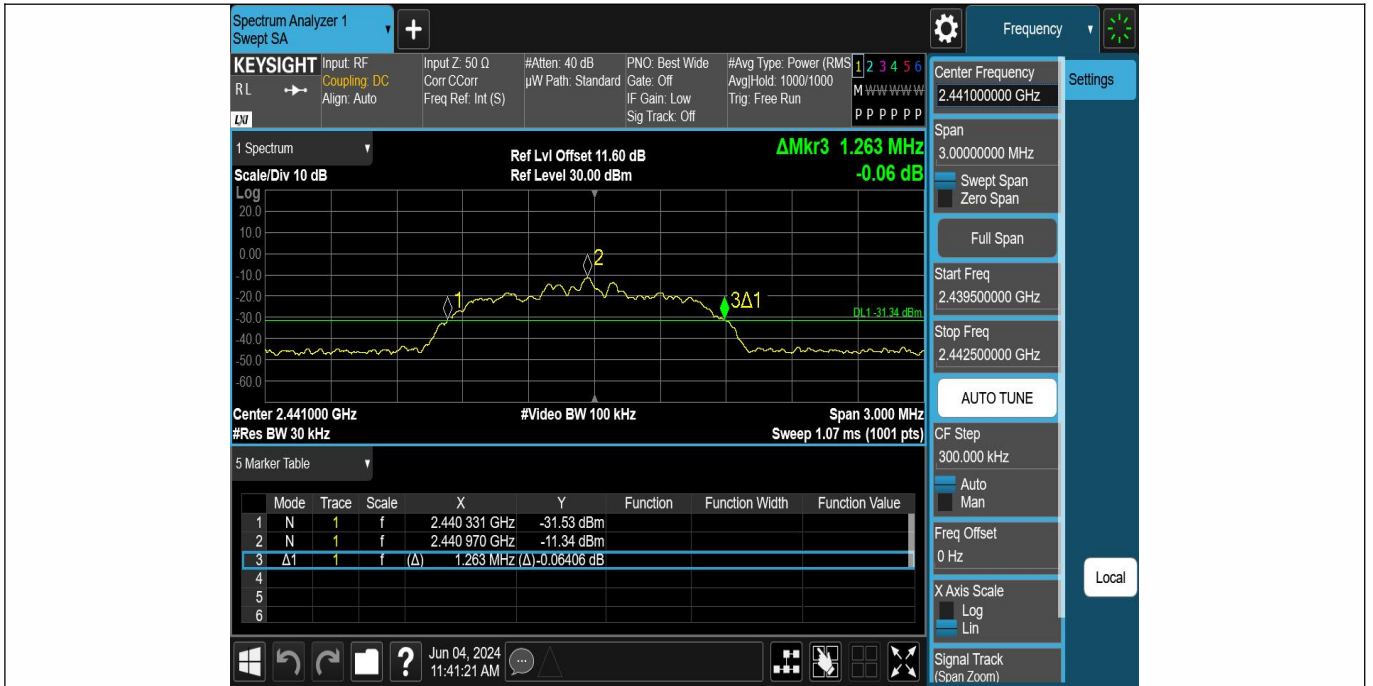 Spectrum Analyzer 1
Swept SA
+
Frequency
KEYSIGHT
RL
LXI
Input: RF
Coupling: DC
Align: Auto
Input Z: 50 Ω
Corr CCorr
Freq Ref: Int (S)
#Atten: 40 dB
µW Path: Standard
PNO: Best Wide
Gate: Off
IF Gain: Low
Sig Track: Off
#Avg Type: Power (RMS
Avg|Hold: 1000/1000
Trig: Free Run
1 2 3 4 5 6
M W W W W W
P P P P P P
1 Spectrum
Scale/Div 10 dB
Ref Lvl Offset 11.60 dB
Ref Level 30.00 dBm
ΔMkr3 1.263 MHz
-0.06 dB
Log
20.0
10.0
0.00
-10.0
-20.0
-30.0
-40.0
-50.0
-60.0
1
2
3Δ1
DL1 -31.34 dBm
Center 2.441000 GHz
#Video BW 100 kHz
Span 3.000 MHz
#Res BW 30 kHz
Sweep 1.07 ms (1001 pts)
5 Marker Table
Mode Trace Scale X Y Function Function Width Function Value
1 N 1 f 2.440 331 GHz -31.53 dBm
2 N 1 f 2.440 970 GHz -11.34 dBm
3 Δ1 1 f (Δ) 1.263 MHz (Δ) -0.06406 dB
4
5
6
?
Jun 04, 2024
11:41:21 AM
Center Frequency
2.441000000 GHz
Settings
Span
3.00000000 MHz
Swept Span
Zero Span
Full Span
Start Freq
2.439500000 GHz
Stop Freq
2.442500000 GHz
AUTO TUNE
CF Step
300.000 kHz
Auto
Man
Freq Offset
0 Hz
Local
X Axis Scale
Log
Lin
Signal Track
(Span Zoom)